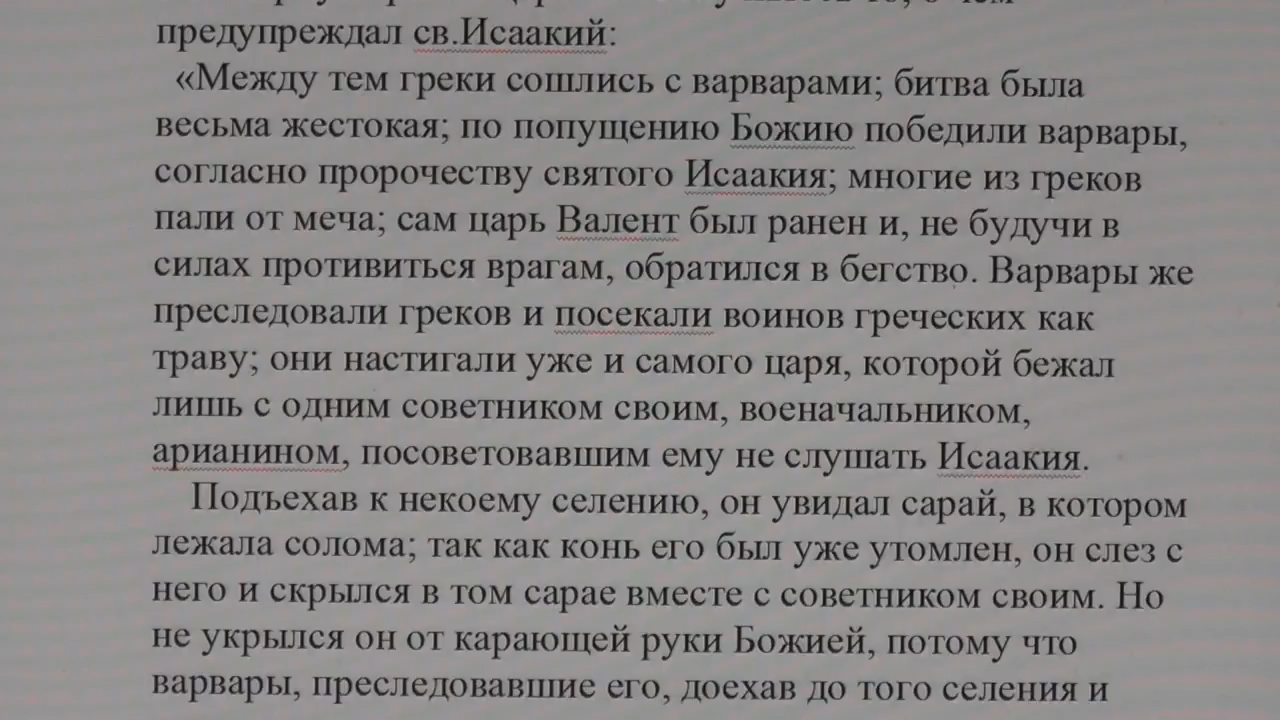 предупреждал св.Исаакий:
«Между тем греки сошлись с варварами; битва была
весьма жестокая; по попущению Божию победили варвары,
согласно пророчеству святого Исаакия; многие из греков
пали от меча; сам царь Валент был ранен и, не будучи в
силах противиться врагам, обратился в бегство. Варвары же
преследовали греков и посекали воинов греческих как
траву; они настигали уже и самого царя, которой бежал
лишь с одним советником своим, военачальником,
арианином, посоветовавшим ему не слушать Исаакия.
Подъехав к некоему селению, он увидал сарай, в котором
лежала солома; так как конь его был уже утомлен, он слез с
него и скрылся в том сарае вместе с советником своим. Но
не укрылся он от карающей руки Божией, потому что
варвары, преследовавшие его, доехав до того селения и